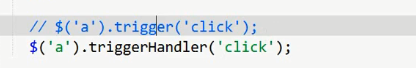 // $('a').trigger('click');
$('a').triggerHandler('click');